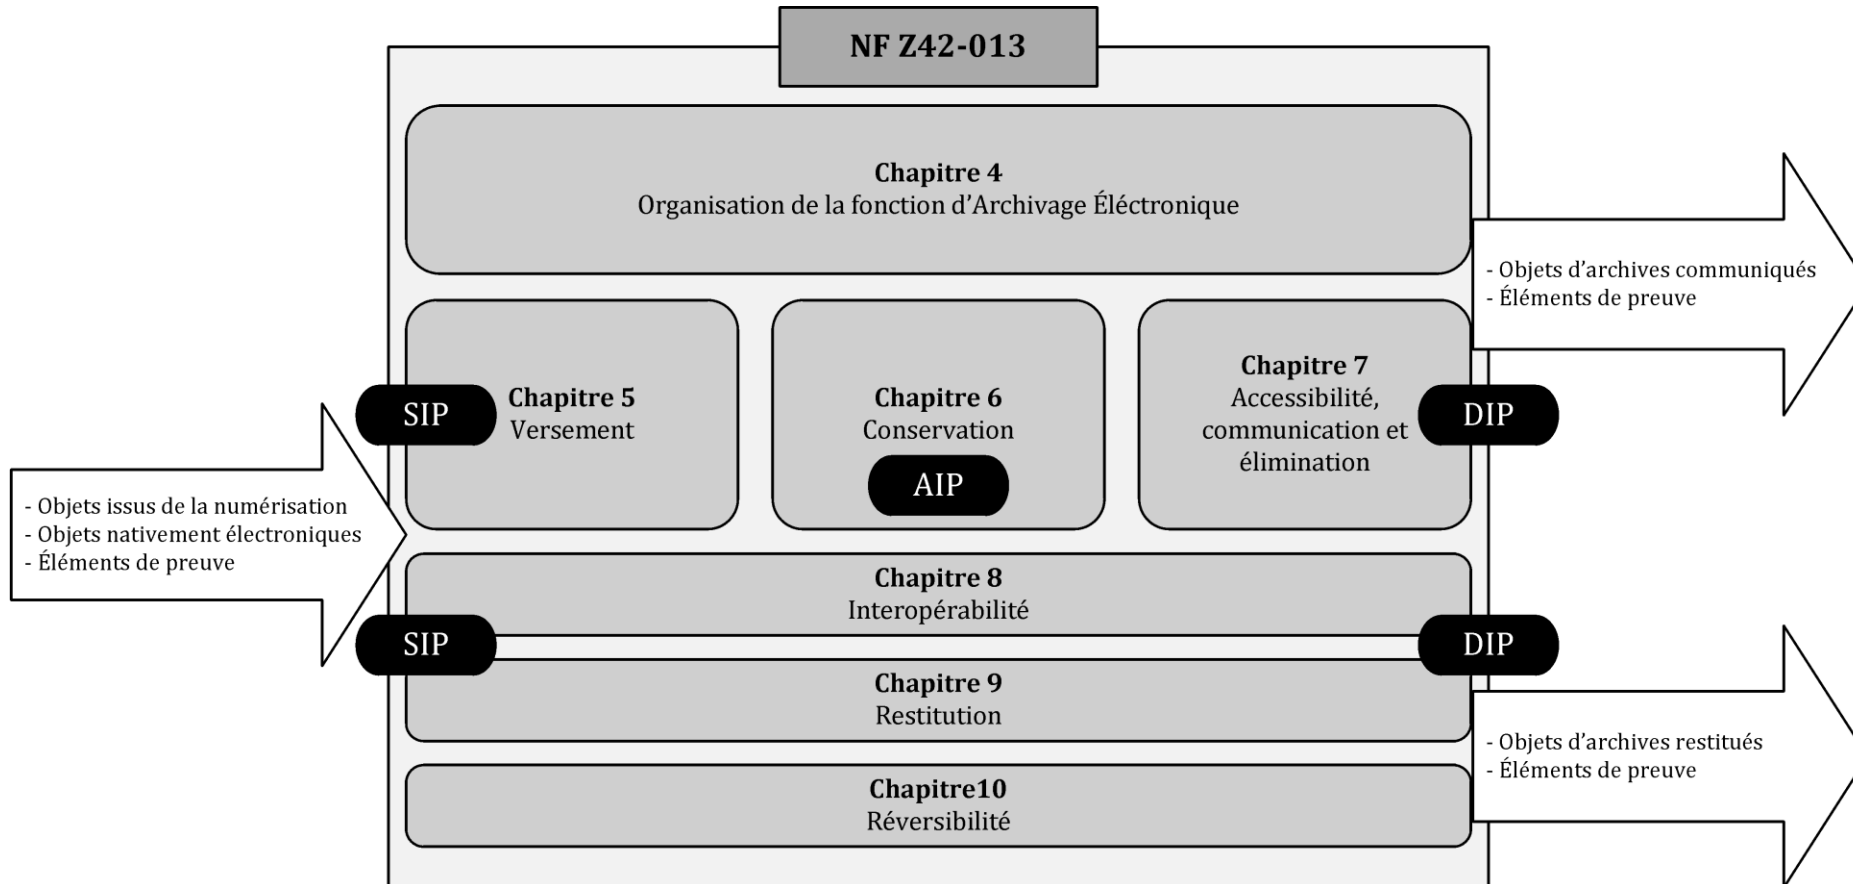 NF Z42-013
Chapitre 4
Organisation de la fonction d'Archivage Éléctronique
- Objets d'archives communiqués
- Éléments de preuve
SIP
Chapitre 5
Versement
Chapitre 6
Conservation
AIP
Chapitre 7
Accessibilité,
communication et
élimination
DIP
- Objets issus de la numérisation
- Objets nativement électroniques
- Éléments de preuve
Chapitre 8
Interopérabilité
SIP
DIP
Chapitre 9
Restitution
- Objets d'archives restitués
- Éléments de preuve
Chapitre10
Réversibilité